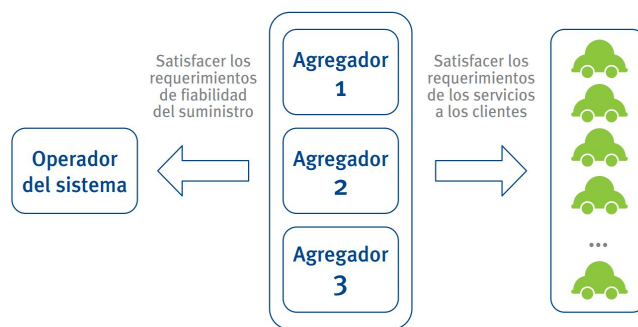 Satisfacer los
requerimientos
de fiabilidad
del suministro
Operador
del sistema
Agregador
1
Agregador
2
Agregador
3
Satisfacer los
requirimientos
de los servicios
a los clientes
...